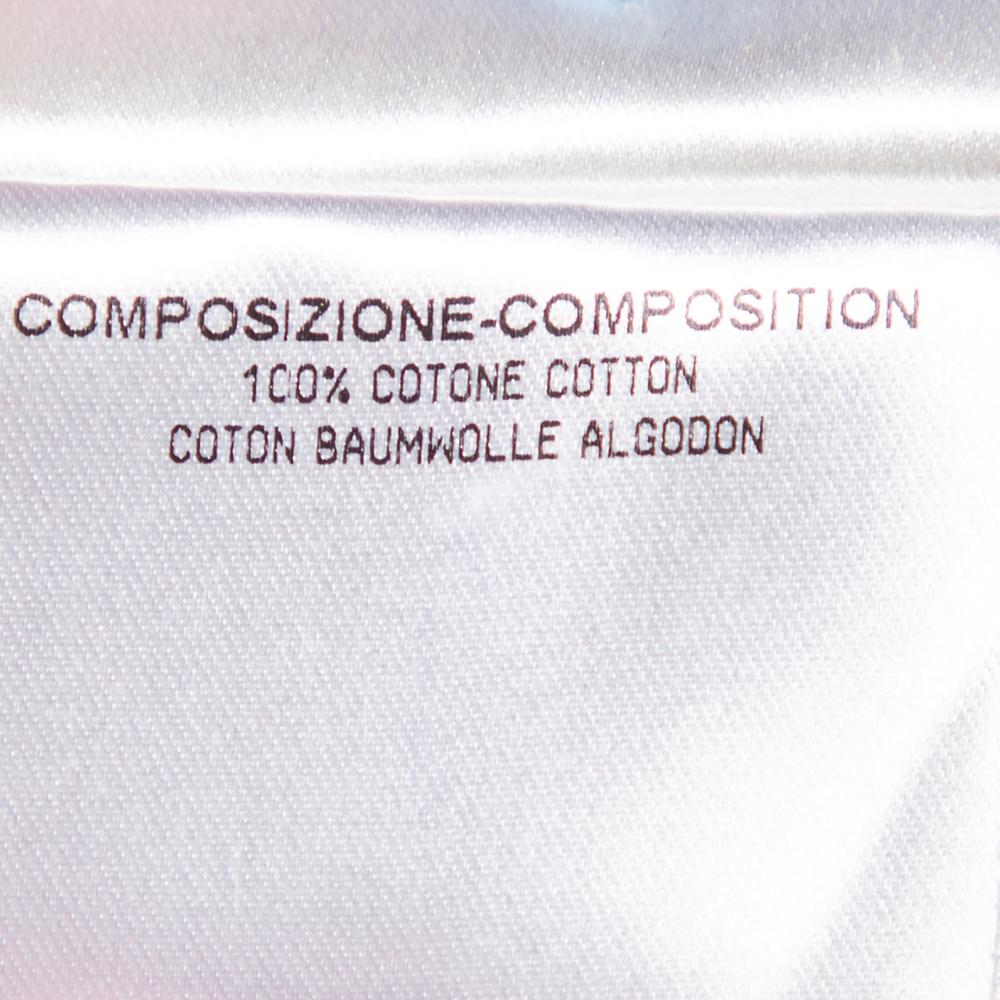 COMPOSIZIONE-COMPOSITION
100% COTONE COTTON
COTON BAUMWOLLE ALGODON